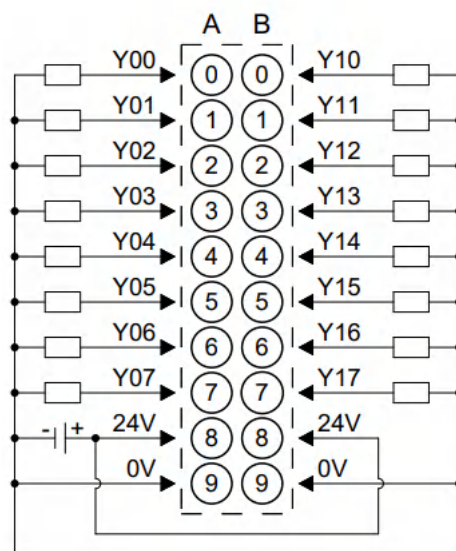 A B
Y00 0 0 Y10
Y01 1 1 Y11
Y02 2 2 Y12
Y03 3 3 Y13
Y04 4 4 Y14
Y05 5 5 Y15
Y06 6 6 Y16
Y07 7 7 Y17
- + 24V 8 8 24V
0V 9 9 0V